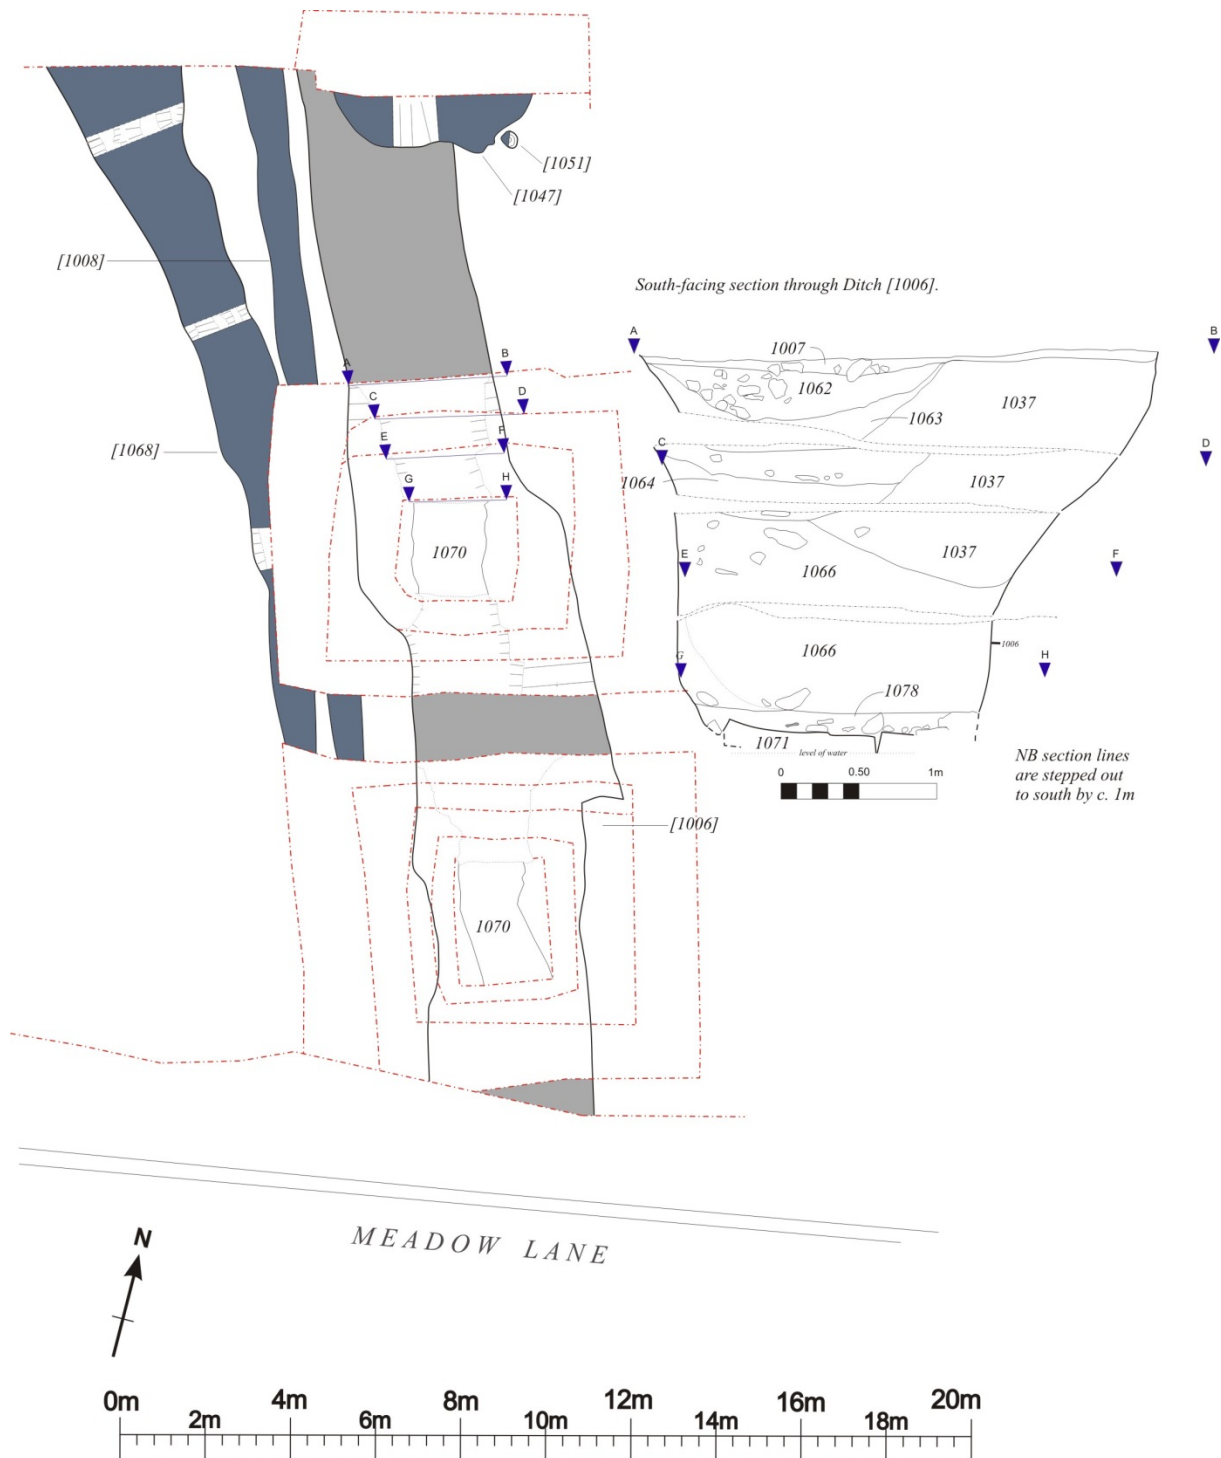 [1051]
[1047]
[1008]
South-facing section through Ditch [1006].
A
B
1007
1062
1063
1037
A
B
C
D
E
F
G
H
[1068]
C
D
1064
1037
1070
E
F
1037
1066
1066
1006
G
H
1078
1071
level of water
0
0.50
1m
NB section lines
are stepped out
to south by c. 1m
[1006]
1070
MEADOW LANE
N
0m
2m
4m
6m
8m
10m
12m
14m
16m
18m
20m